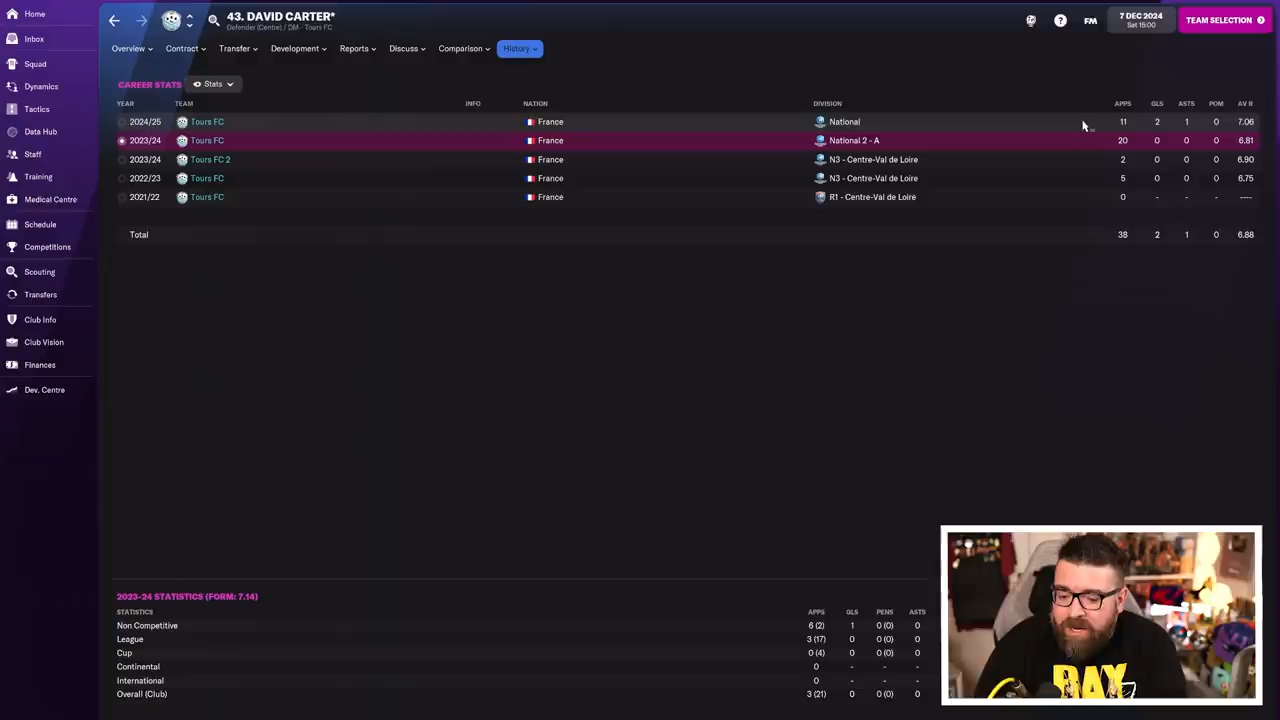 Home
Inbox
Squad
Dynamics
Tactics
Data Hub
Staff
Training
Medical Centre
Schedule
Competitions
Scouting
Transfers
Club Info
Club Vision
Finances
Dev. Centre
43. DAVID CARTER*
Defender (Centre) / DM - Tours FC
? FM
7 DEC 2024
Sat 15:00
TEAM SELECTION
Overview Contract Transfer Development Reports Discuss Comparison History
CAREER STATS Stats
YEAR TEAM INFO NATION DIVISION APPS GLS ASTS POM AV R
2024/25 Tours FC France National 11 2 1 0 7.06
2023/24 Tours FC France National 2 - A 20 0 0 0 6.81
2023/24 Tours FC 2 France N3 - Centre-Val de Loire 2 0 0 0 6.90
2022/23 Tours FC France N3 - Centre-Val de Loire 5 0 0 0 6.75
2021/22 Tours FC France R1 - Centre-Val de Loire 0 - - - ----
Total 38 2 1 0 6.88
2023-24 STATISTICS (FORM: 7.14)
STATISTICS APPS GLS PENS ASTS
Non Competitive 6 (2) 1 0 (0) 0
League 3 (17) 0 0 (0) 0
Cup 0 (4) 0 0 (0) 0
Continental 0 - - -
International 0 - - -
Overall (Club) 3 (21) 0 0 (0) 0